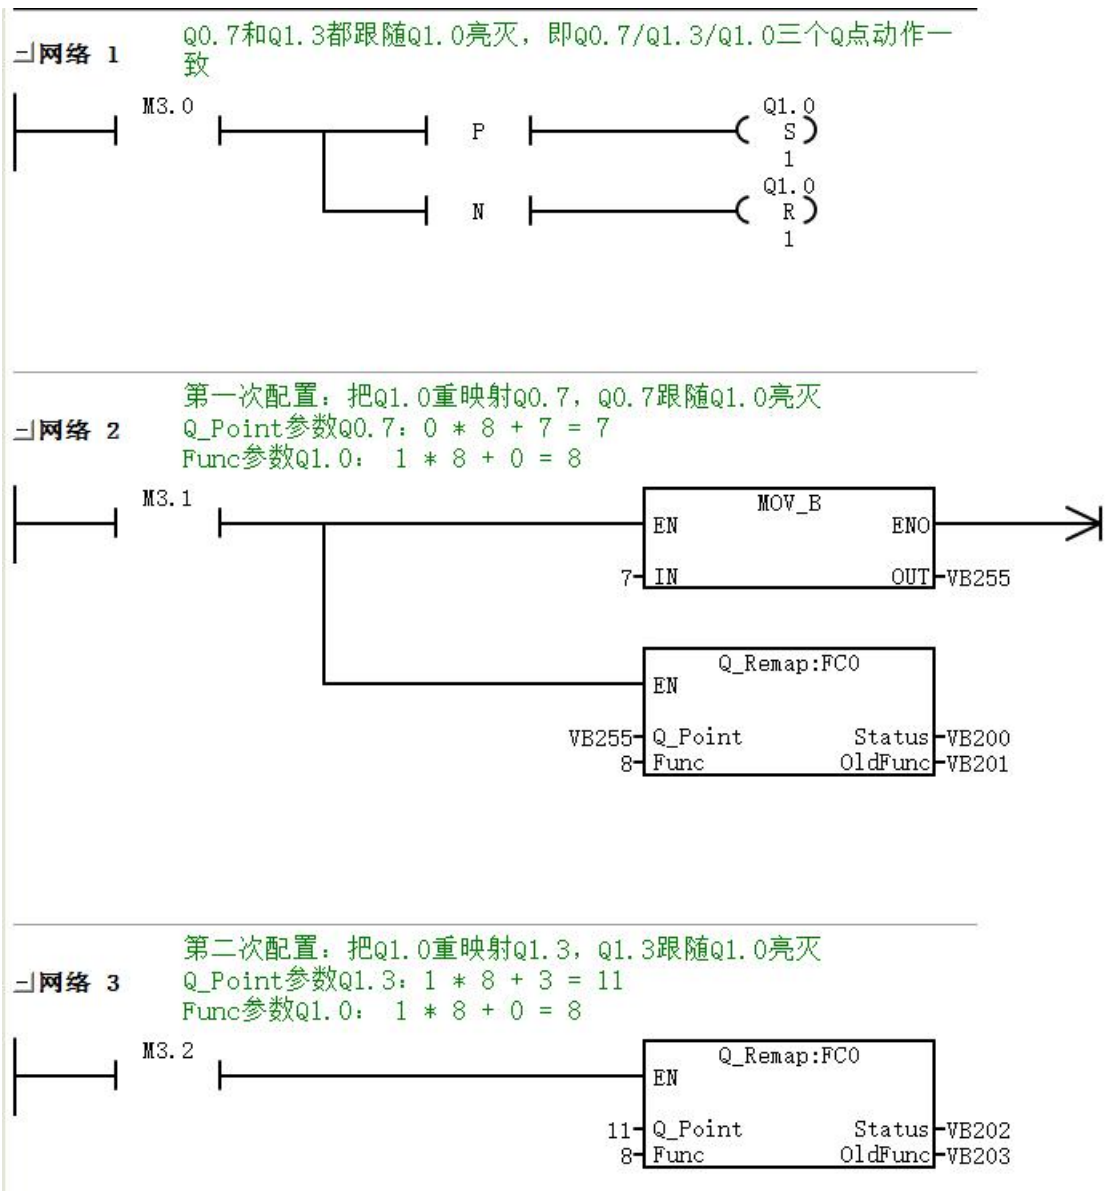 网络 1
Q0.7和Q1.3都跟随Q1.0亮灭，即Q0.7/Q1.3/Q1.0三个Q点动作一
致
M3.0
P
Q1.0
S
1
N
Q1.0
R
1
网络 2
第一次配置：把Q1.0重映射Q0.7，Q0.7跟随Q1.0亮灭
Q_Point参数Q0.7：0 * 8 + 7 = 7
Func参数Q1.0： 1 * 8 + 0 = 8
M3.1
MOV_B
EN ENO
7 IN OUT VB255
Q_Remap:FC0
EN
VB255 Q_Point Status VB200
8 Func OldFunc VB201
网络 3
第二次配置：把Q1.0重映射Q1.3，Q1.3跟随Q1.0亮灭
Q_Point参数Q1.3：1 * 8 + 3 = 11
Func参数Q1.0： 1 * 8 + 0 = 8
M3.2
Q_Remap:FC0
EN
11 Q_Point Status VB202
8 Func OldFunc VB203